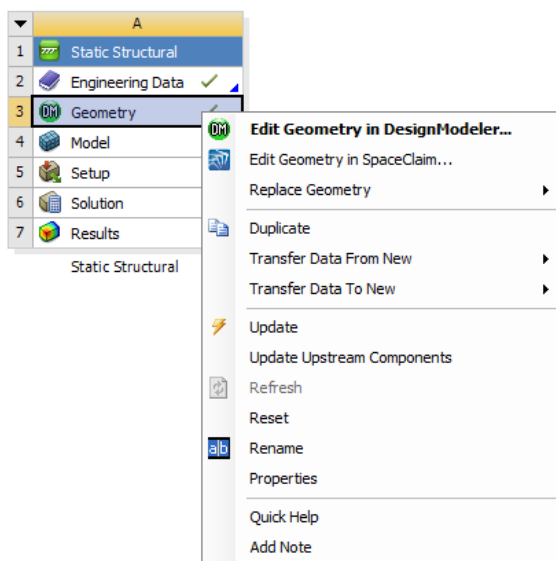 A
1 Static Structural
2 Engineering Data
3 DM Geometry
4 Model
5 Setup
6 Solution
7 Results
Static Structural
DM Edit Geometry in DesignModeler...
Edit Geometry in SpaceClaim...
Replace Geometry
Duplicate
Transfer Data From New
Transfer Data To New
Update
Update Upstream Components
Refresh
Reset
a|b Rename
Properties
Quick Help
Add Note